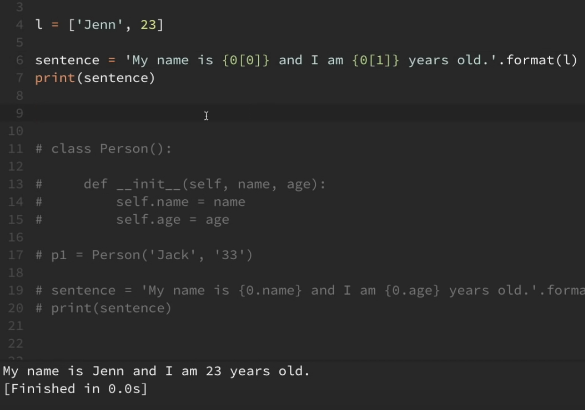 3
4 l = ['Jenn', 23]
5
6 sentence = 'My name is {0[0]} and I am {0[1]} years old.'.format(l)
7 print(sentence)
8
9
10
11 # class Person():
12
13 #     def __init__(self, name, age):
14 #         self.name = name
15 #         self.age = age
16
17 # p1 = Person('Jack', '33')
18
19 # sentence = 'My name is {0.name} and I am {0.age} years old.'.forma
20 # print(sentence)
21
22
My name is Jenn and I am 23 years old.
[Finished in 0.0s]